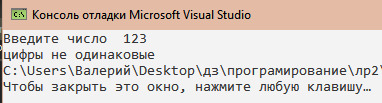 Консоль отладки Microsoft Visual Studio
Введите число  123
цифры не одинаковые
C:\Users\Валерий\Desktop\дз\програмирование\лр2\
Чтобы закрыть это окно, нажмите любую клавишу…